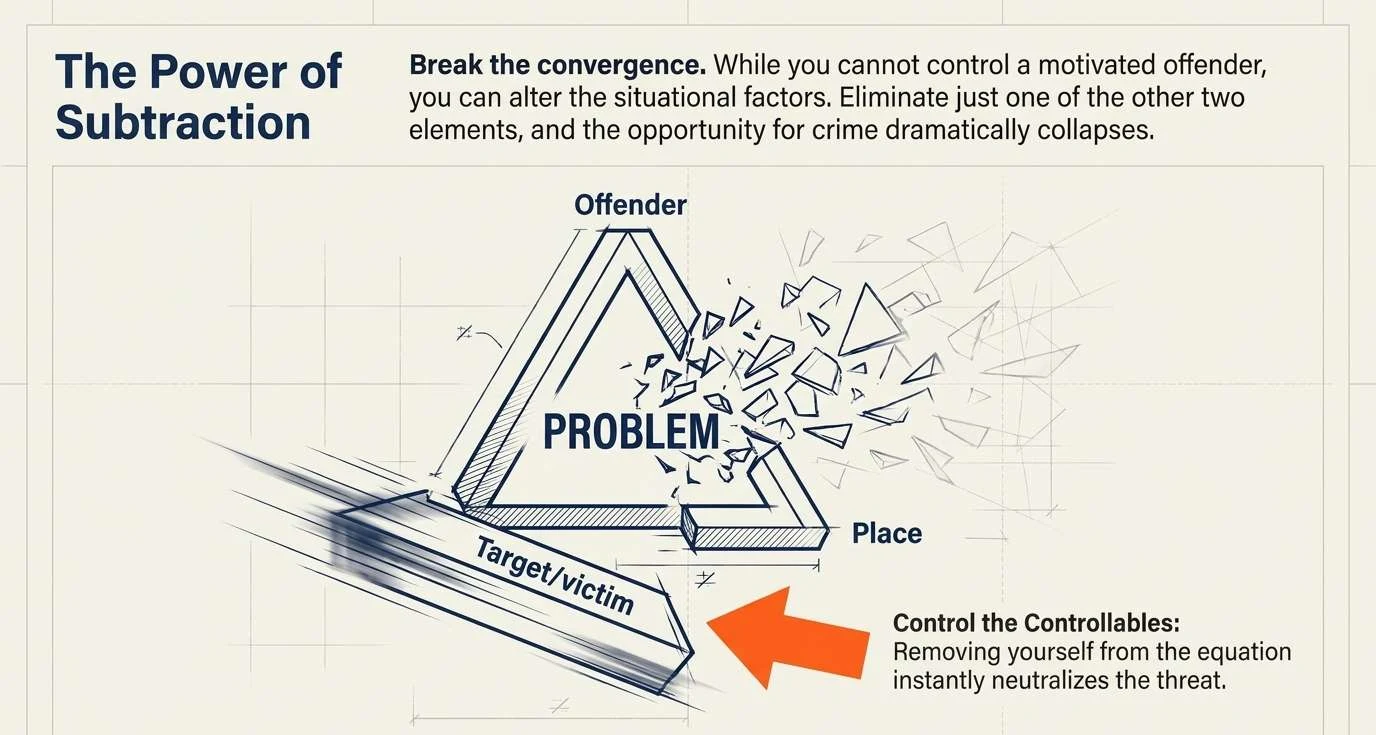 The Power of
Subtraction
Break the convergence. While you cannot control a motivated offender,
you can alter the situational factors. Eliminate just one of the other two
elements, and the opportunity for crime dramatically collapses.
Offender
PROBLEM
Target/victim
Place
Control the Controllables:
Removing yourself from the equation
instantly neutralizes the threat.